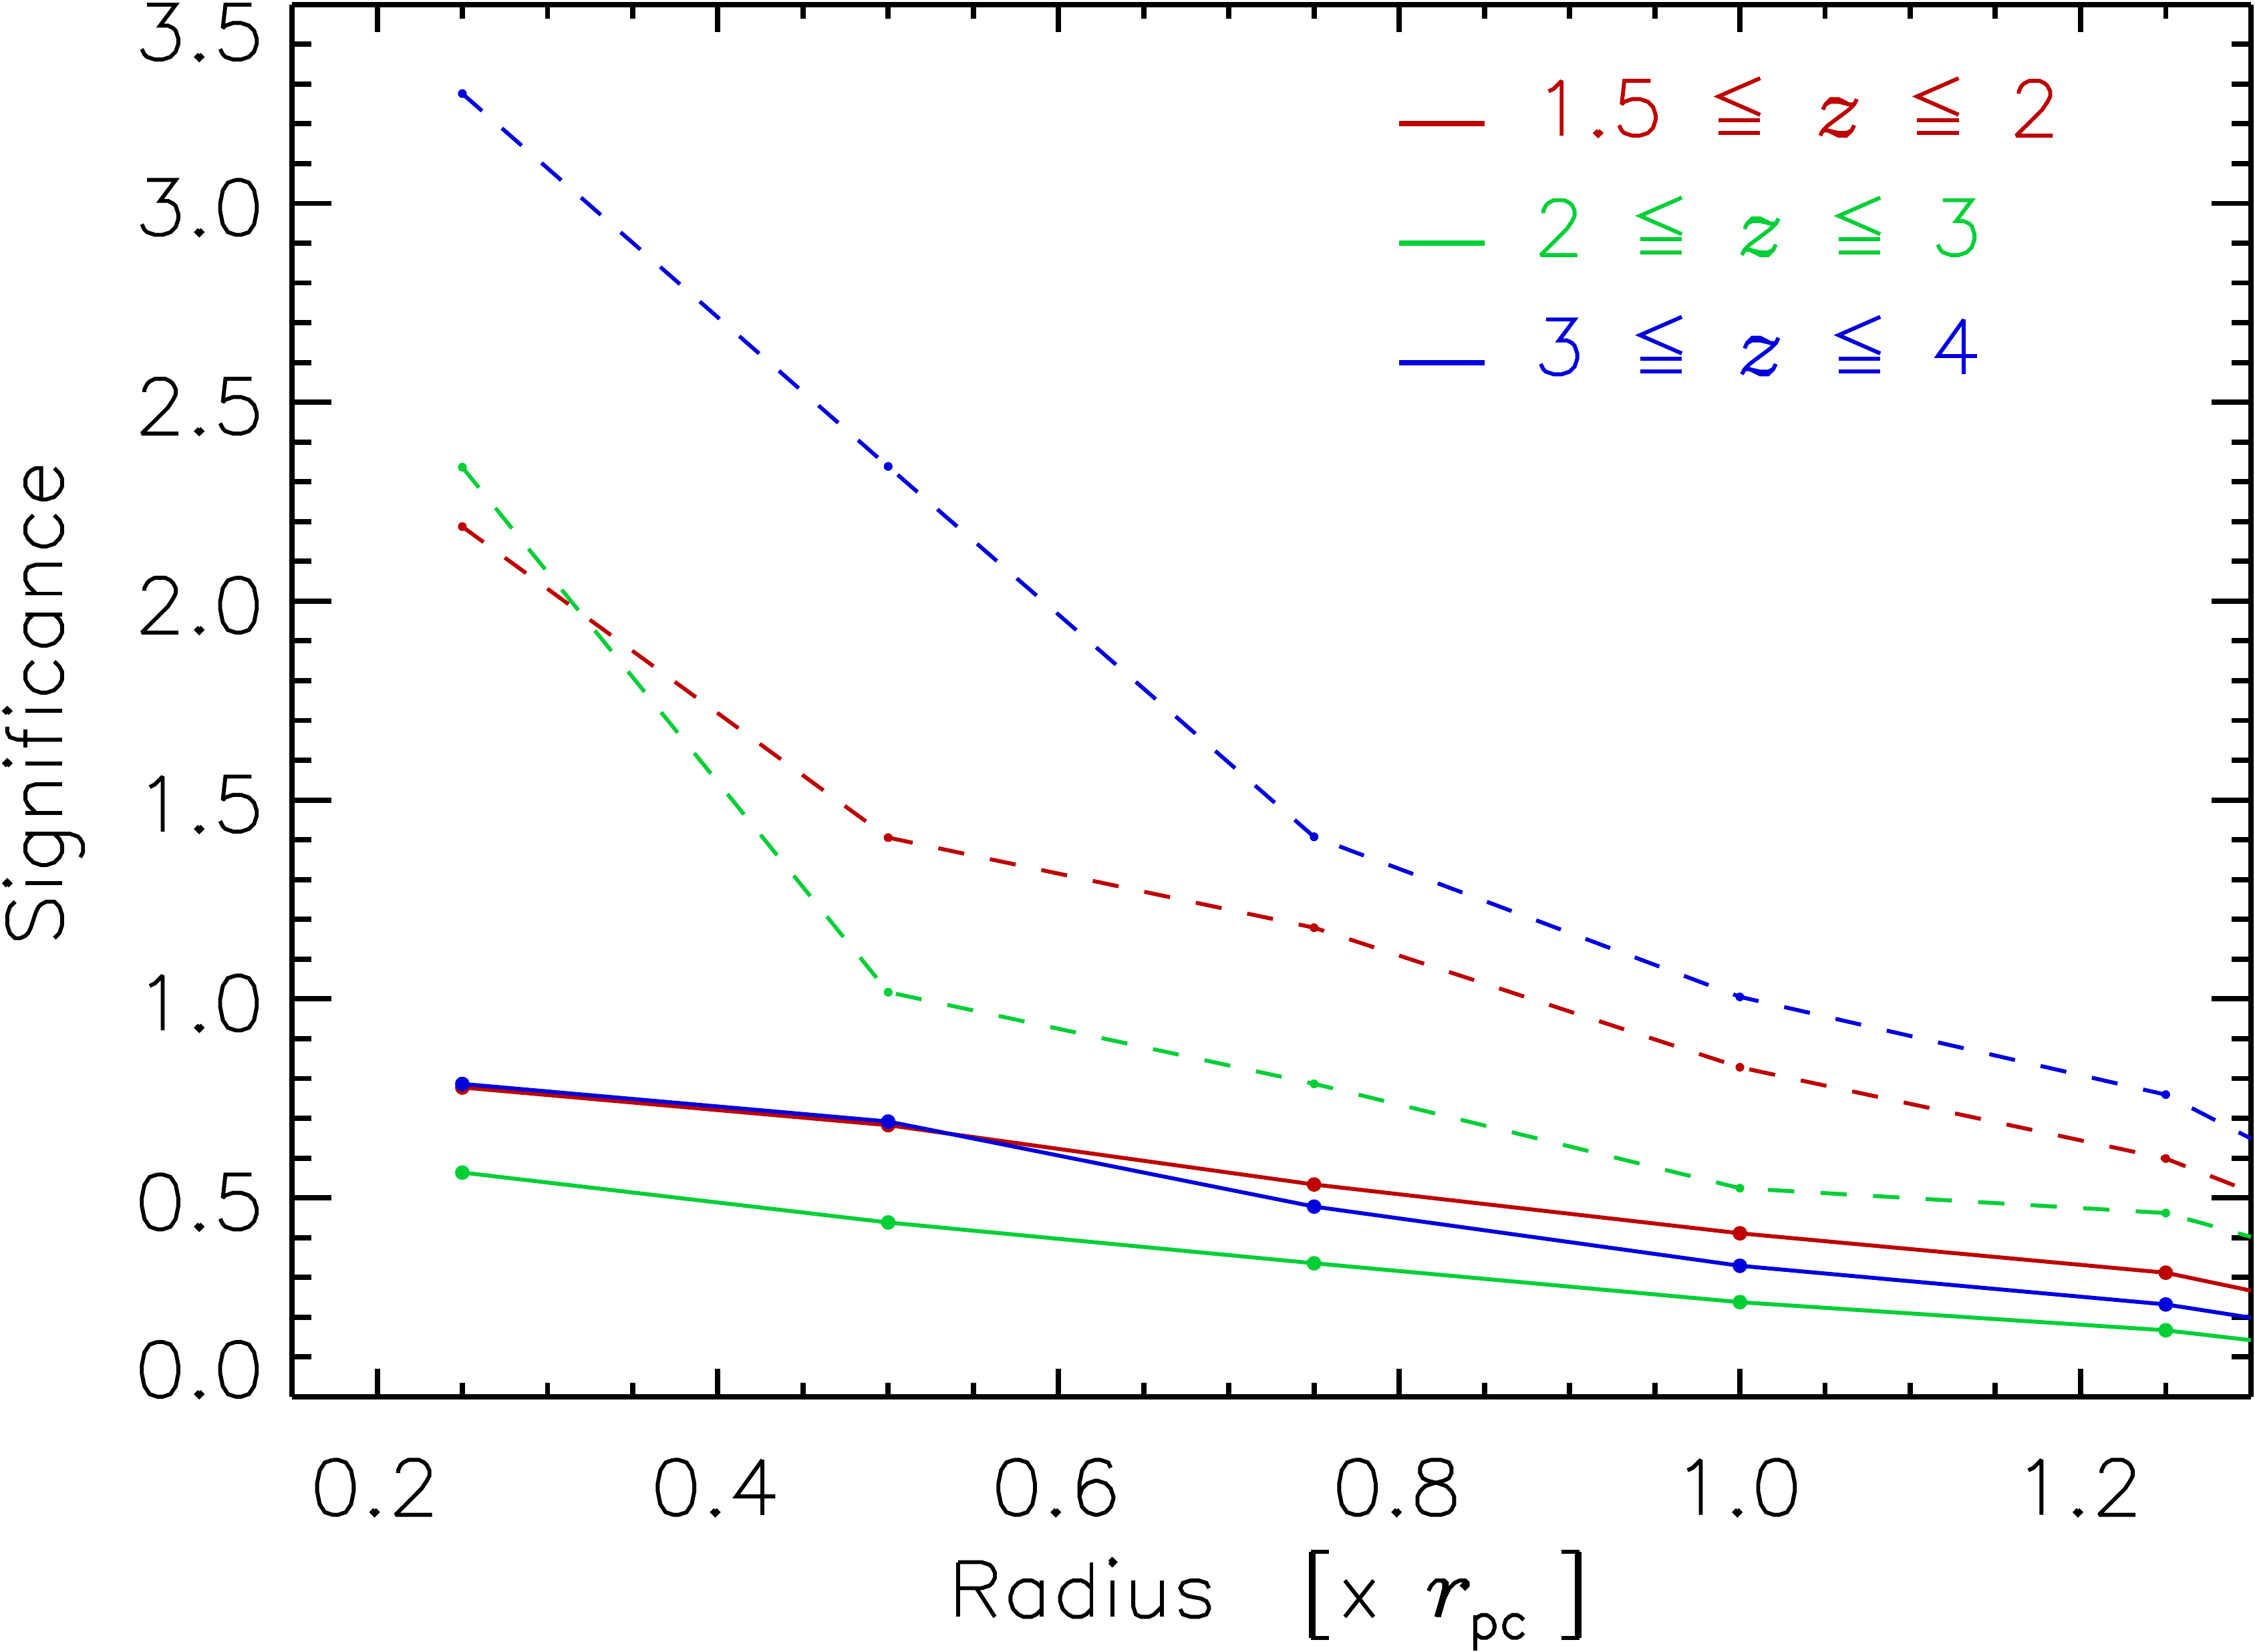 3.5
3.0
2.5
2.0
1.5
1.0
0.5
0.0
Significance
1.5 ≦ z ≦ 2
2 ≦ z ≦ 3
3 ≦ z ≦ 4
0.2 0.4 0.6 0.8 1.0 1.2
Radius [x r_pc ]